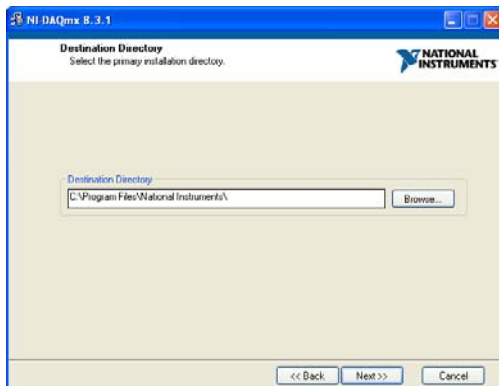 NI-DAQmx 8.3.1
Destination Directory
Select the primary installation directory.
NATIONAL
INSTRUMENTS
Destination Directory
C:\Program Files\National Instruments\
Browse...
<< Back
Next >>
Cancel